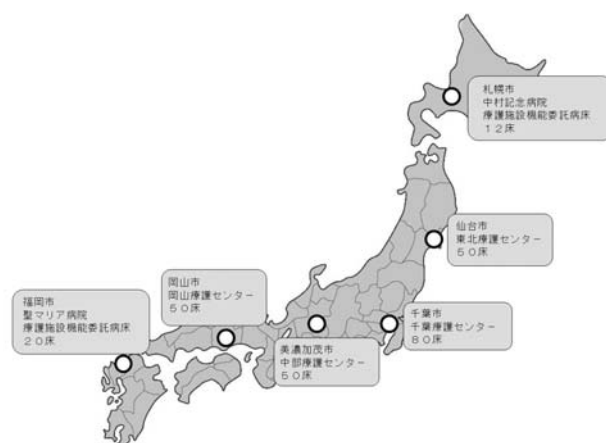 札幌市
中村記念病院
療護施設機能委託病床
12床
仙台市
東北療護センター
50床
岡山市
岡山療護センター
50床
福岡市
聖マリア病院
療護施設機能委託病床
20床
千葉市
千葉療護センター
80床
美濃加茂市
中部療護センター
50床